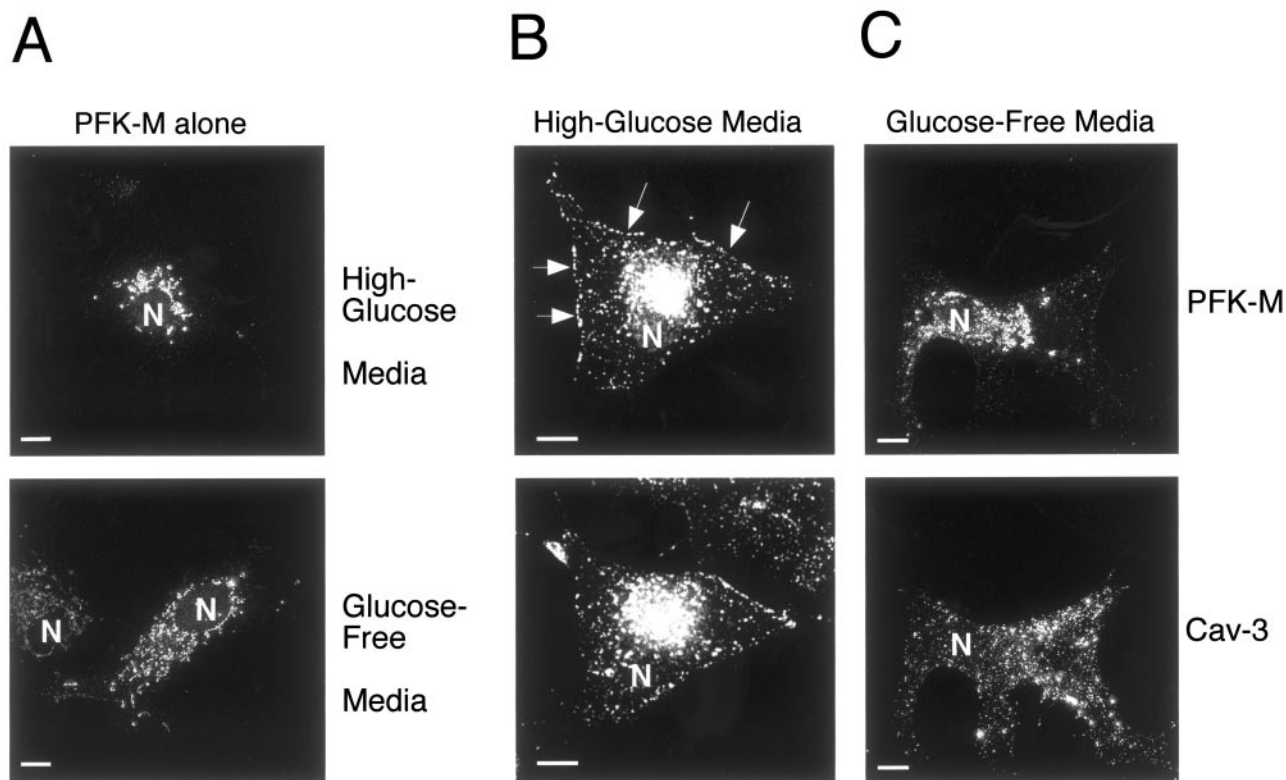 A
B
C
PFK-M alone
High-Glucose Media
Glucose-Free Media
N
High-
Glucose
Media
N
N
PFK-M
N
N
Glucose-
Free
Media
N
N
Cav-3